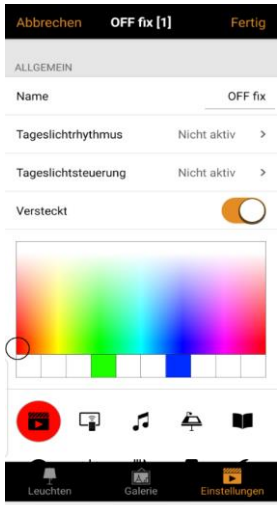 Abbrechen OFF fix [1] Fertig
ALLGEMEIN
Name OFF fix
Tageslichtrhythmus Nicht aktiv >
Tageslichtsteuerung Nicht aktiv >
Versteckt
Leuchten Galerie Einstellungen